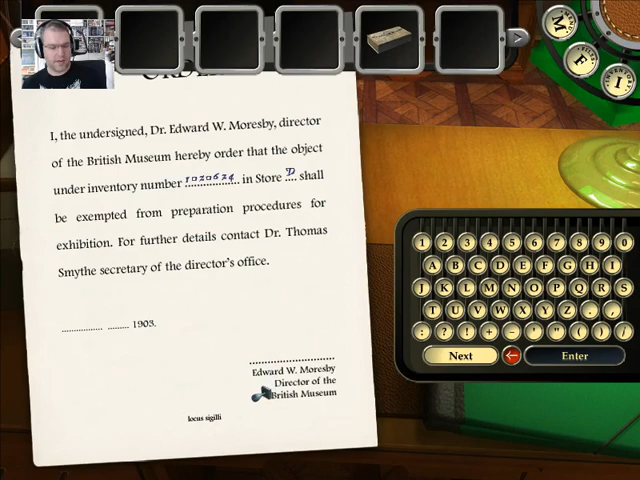 I, the undersigned, Dr. Edward W. Moresby, director
of the British Museum hereby order that the object
under inventory number 1020624 in Store D shall
be exempted from preparation procedures for
exhibition. For further details contact Dr. Thomas
Smythe secretary of the director's office.
.................. ......... 1903.
Edward W. Moresby
Director of the
British Museum
locus sigilli
MENU
M
FILES
F
INVENTORY
I
1 2 3 4 5 6 7 8 9 0
A B C D E F G H I
J K L M N O P Q R S
T U V W X Y Z . ,
: ? ! + - ' " ( ) /
Next Enter